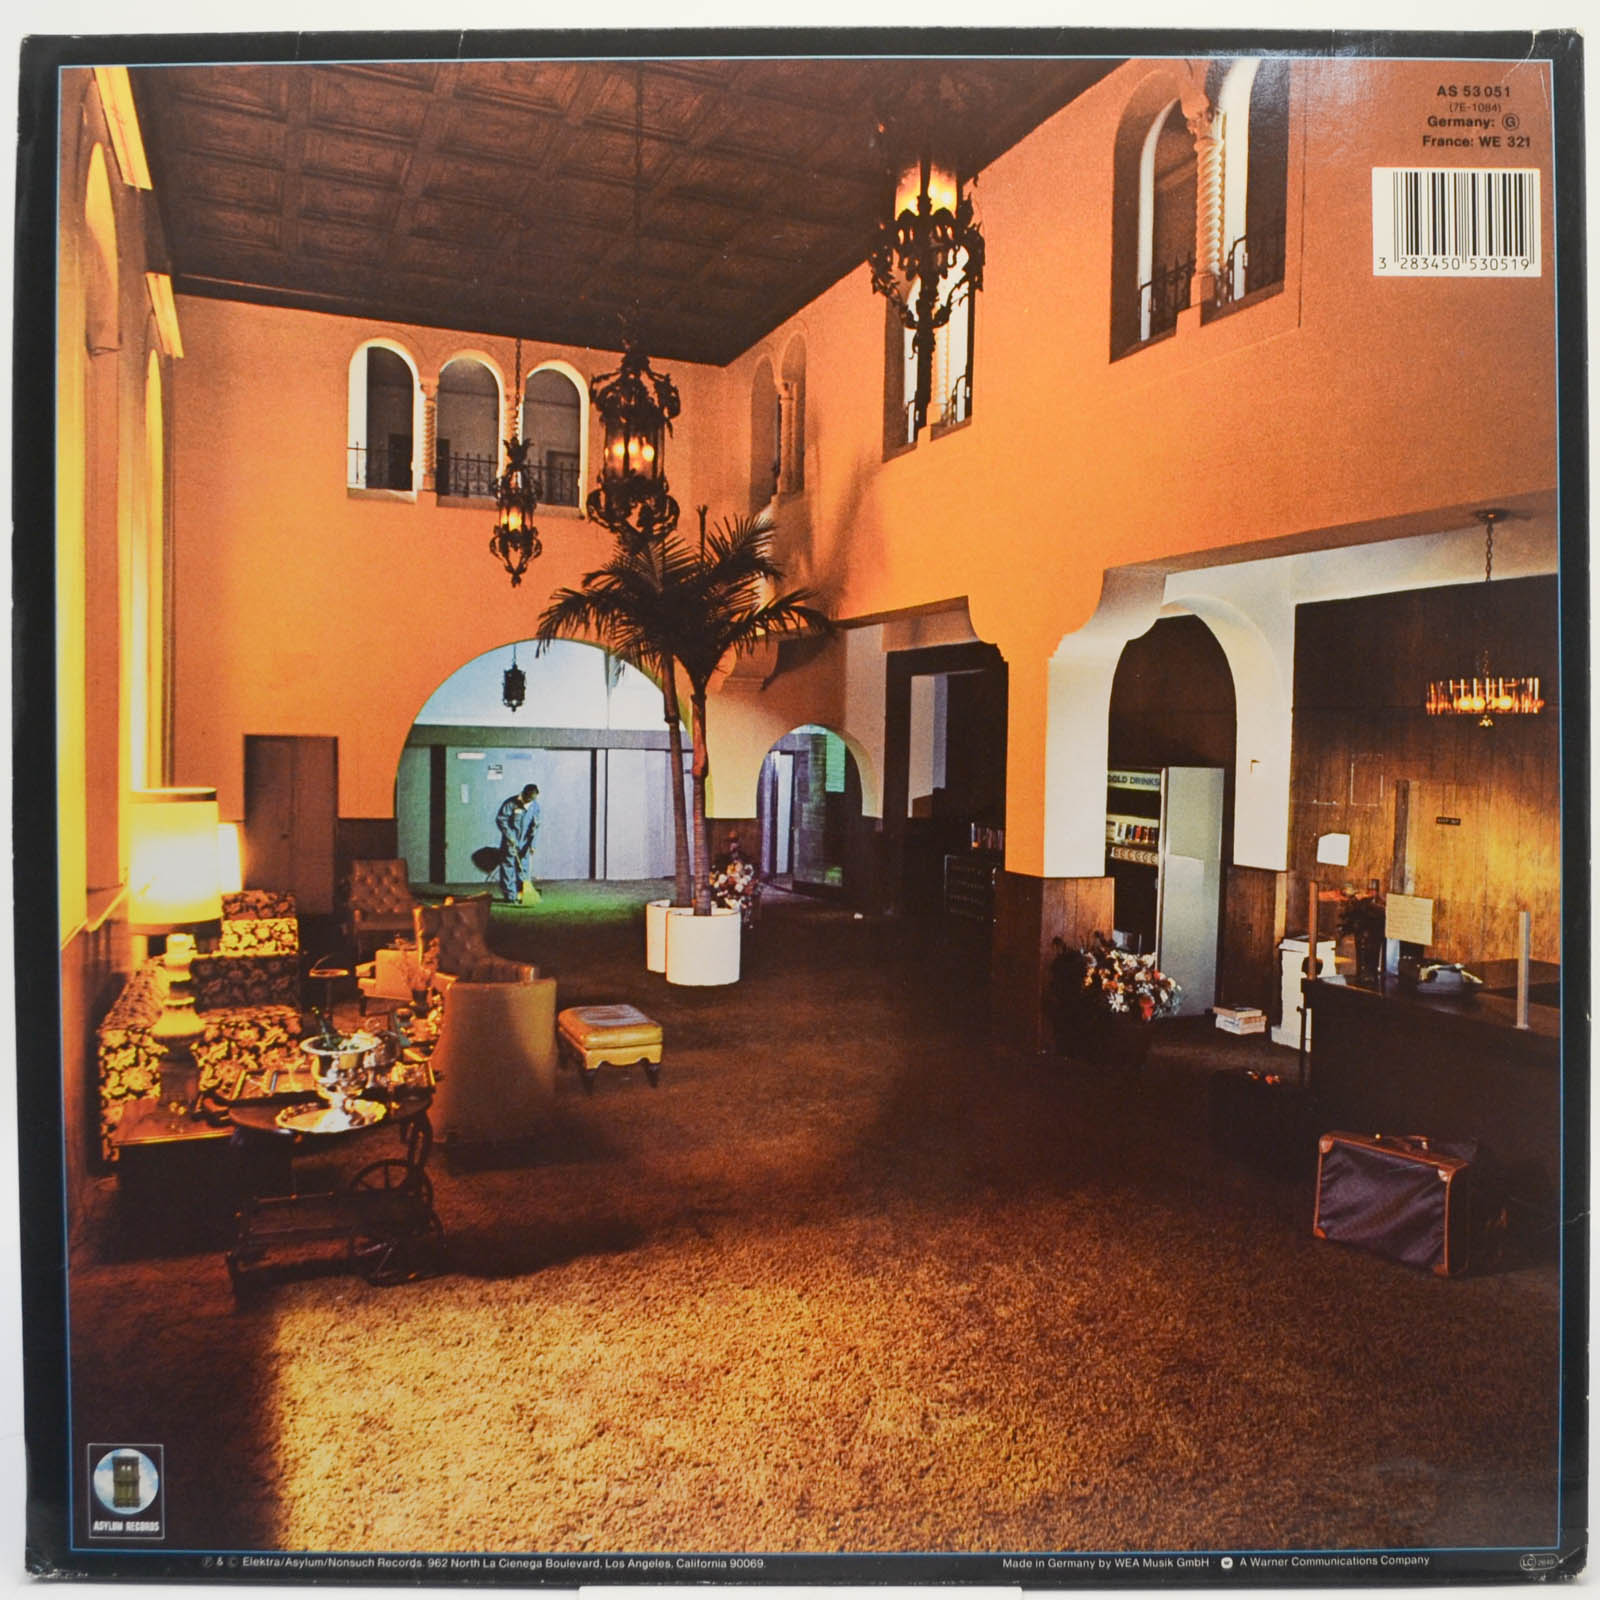 AS 53 051
(7E-1084)
Germany: Ⓖ
France: WE 321
3 283450 530519
COLD DRINKS
ASYLUM RECORDS
Ⓟ & © Elektra/Asylum/Nonsuch Records. 962 North La Cienega Boulevard, Los Angeles, California 90069.
Made in Germany by WEA Musik GmbH · A Warner Communications Company
LC 2649